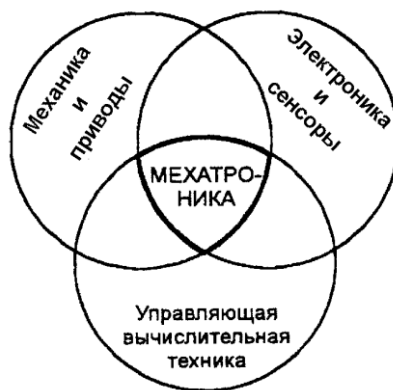 Механика
и
приводы
Электроника
и
сенсоры
МЕХАТРО-
НИКА
Управляющая
вычислительная
техника